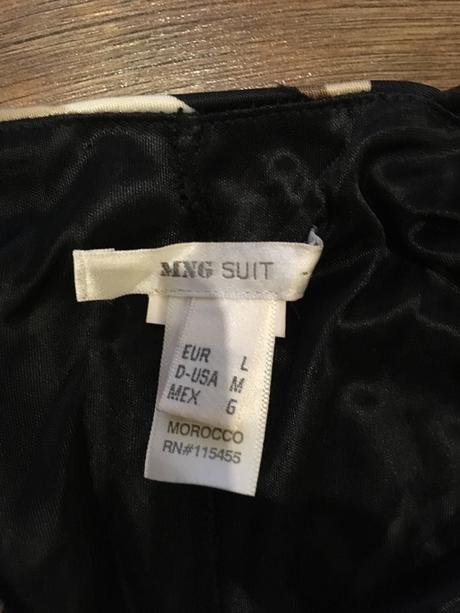 MNG SUIT
EUR L
D-USA M
MEX G
MOROCCO
RN#115455